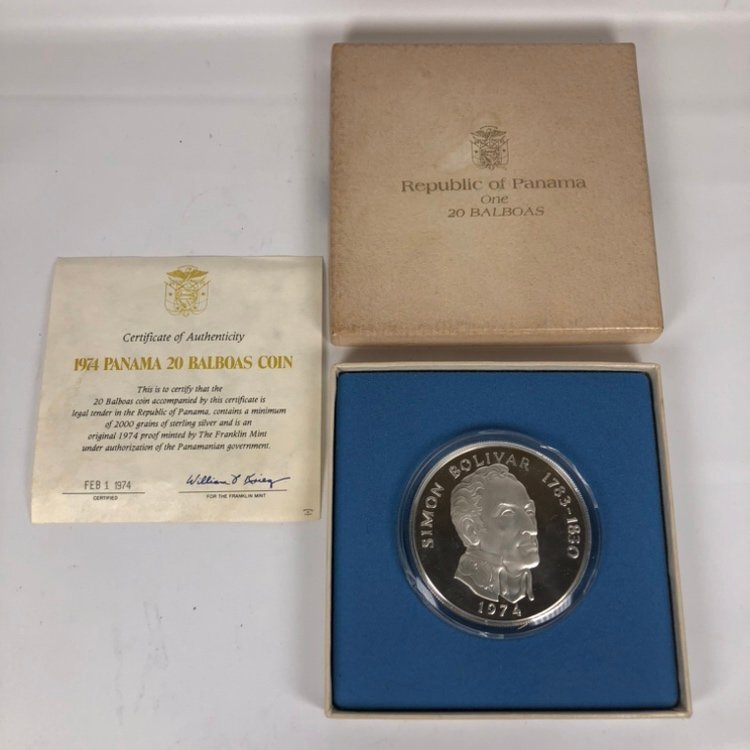 Republic of Panama
One
20 BALBOAS
Certificate of Authenticity
1974 PANAMA 20 BALBOAS COIN
This is to certify that the
20 Balboas coin accompanied by this certificate is
legal tender in the Republic of Panama, contains a minimum
of 2000 grains of sterling silver and is an
original 1974 proof minted by The Franklin Mint
under authorization of the Panamanian government.
FEB 1 1974
CERTIFIED
FOR THE FRANKLIN MINT
SIMON BOLIVAR 1783-1830
1974